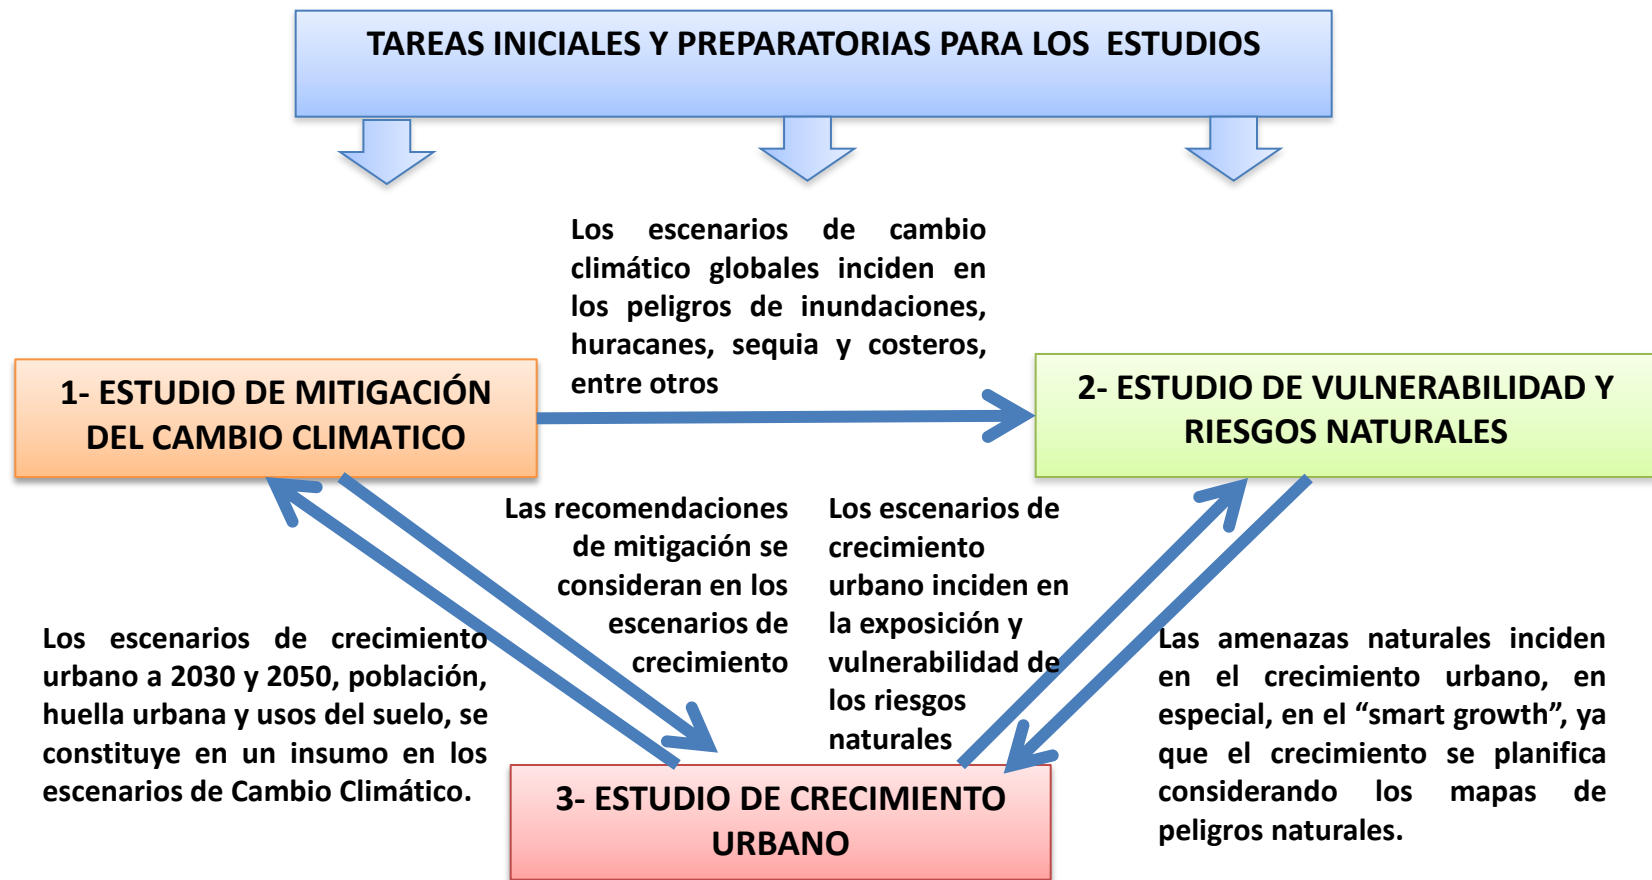 TAREAS INICIALES Y PREPARATORIAS PARA LOS ESTUDIOS
Los escenarios de cambio
climático globales inciden en
los peligros de inundaciones,
huracanes, sequia y costeros,
entre otros
1- ESTUDIO DE MITIGACIÓN
DEL CAMBIO CLIMATICO
2- ESTUDIO DE VULNERABILIDAD Y
RIESGOS NATURALES
Las recomendaciones
de mitigación se
consideran en los
escenarios de
crecimiento
Los escenarios de
crecimiento
urbano inciden en
la exposición y
vulnerabilidad de
los riesgos
naturales
Los escenarios de crecimiento
urbano a 2030 y 2050, población,
huella urbana y usos del suelo, se
constituye en un insumo en los
escenarios de Cambio Climático.
Las amenazas naturales inciden
en el crecimiento urbano, en
especial, en el “smart growth”, ya
que el crecimiento se planifica
considerando los mapas de
peligros naturales.
3- ESTUDIO DE CRECIMIENTO
URBANO